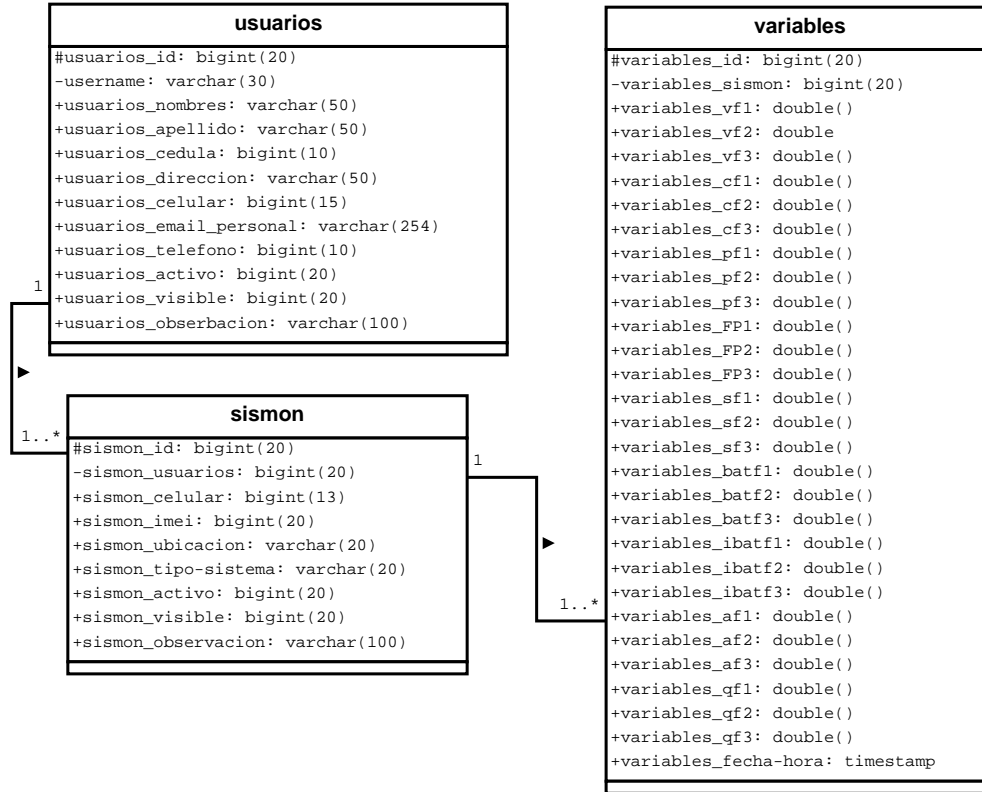 usuarios
#usuarios_id: bigint(20)
-username: varchar(30)
+usuarios_nombres: varchar(50)
+usuarios_apellido: varchar(50)
+usuarios_cedula: bigint(10)
+usuarios_direccion: varchar(50)
+usuarios_celular: bigint(15)
+usuarios_email_personal: varchar(254)
+usuarios_telefono: bigint(10)
+usuarios_activo: bigint(20)
+usuarios_visible: bigint(20)
+usuarios_obserbacion: varchar(100)
1
1..*
sismon
#sismon_id: bigint(20)
-sismon_usuarios: bigint(20)
+sismon_celular: bigint(13)
+sismon_imei: bigint(20)
+sismon_ubicacion: varchar(20)
+sismon_tipo-sistema: varchar(20)
+sismon_activo: bigint(20)
+sismon_visible: bigint(20)
+sismon_observacion: varchar(100)
1
1..*
variables
#variables_id: bigint(20)
-variables_sismon: bigint(20)
+variables_vf1: double()
+variables_vf2: double
+variables_vf3: double()
+variables_cf1: double()
+variables_cf2: double()
+variables_cf3: double()
+variables_pf1: double()
+variables_pf2: double()
+variables_pf3: double()
+variables_FP1: double()
+variables_FP2: double()
+variables_FP3: double()
+variables_sf1: double()
+variables_sf2: double()
+variables_sf3: double()
+variables_batf1: double()
+variables_batf2: double()
+variables_batf3: double()
+variables_ibatf1: double()
+variables_ibatf2: double()
+variables_ibatf3: double()
+variables_af1: double()
+variables_af2: double()
+variables_af3: double()
+variables_qf1: double()
+variables_qf2: double()
+variables_qf3: double()
+variables_fecha-hora: timestamp